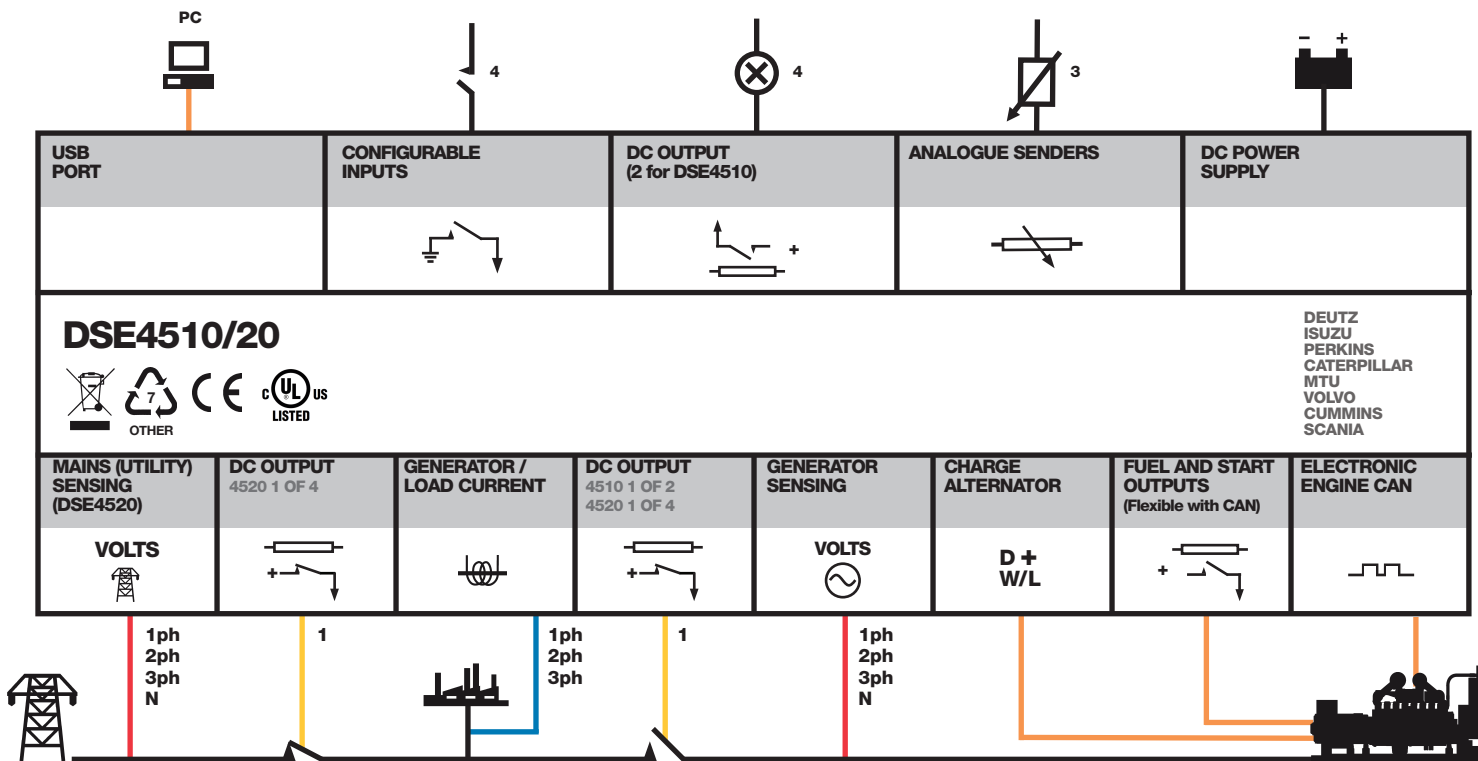 PC
4
4
3
- +
USB
PORT
CONFIGURABLE
INPUTS
DC OUTPUT
(2 for DSE4510)
ANALOGUE SENDERS
DC POWER
SUPPLY
+
DSE4510/20
7
OTHER
CE
C UL US
®
LISTED
DEUTZ
ISUZU
PERKINS
CATERPILLAR
MTU
VOLVO
CUMMINS
SCANIA
MAINS (UTILITY)
SENSING
(DSE4520)
VOLTS
DC OUTPUT
4520 1 OF 4
+
GENERATOR /
LOAD CURRENT
DC OUTPUT
4510 1 OF 2
4520 1 OF 4
+
GENERATOR
SENSING
VOLTS
CHARGE
ALTERNATOR
D +
W/L
FUEL AND START
OUTPUTS
(Flexible with CAN)
+
ELECTRONIC
ENGINE CAN
1ph
2ph
3ph
N
1
1ph
2ph
3ph
1
1ph
2ph
3ph
N